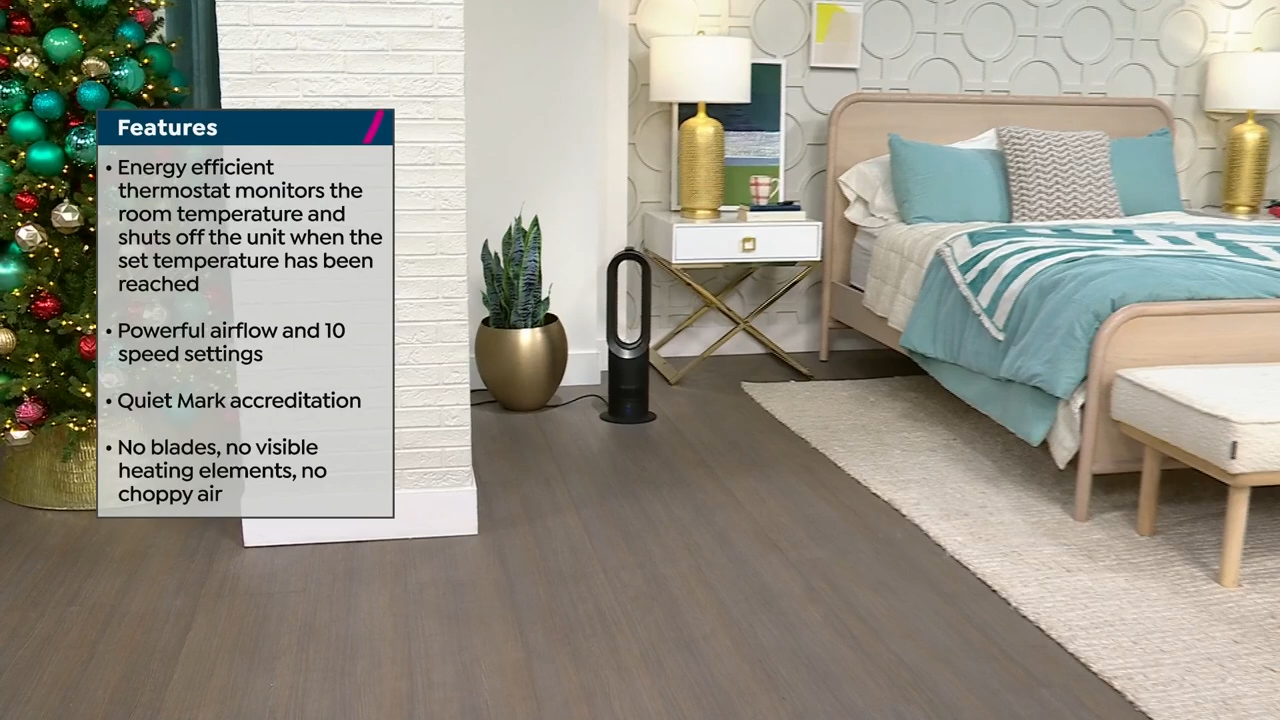 Features
• Energy efficient
thermostat monitors the
room temperature and
shuts off the unit when the
set temperature has been
reached
• Powerful airflow and 10
speed settings
• Quiet Mark accreditation
• No blades, no visible
heating elements, no
choppy air